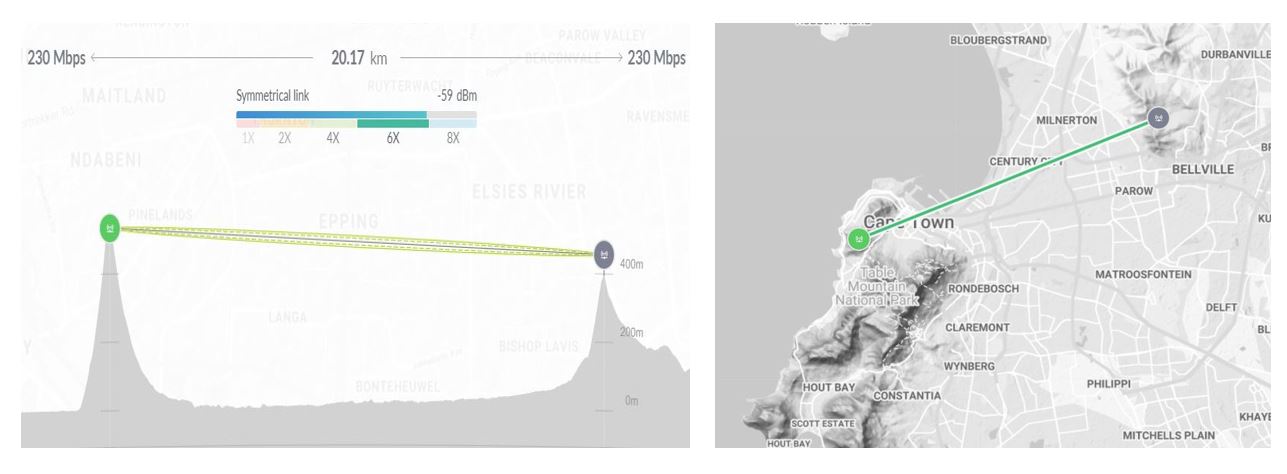 PAROW VALLEY
230 Mbps
20.17 km
BEACONVALE
230 Mbps
RUYTERWACHT
MAITLAND
Symmetrical link
-59 dBm
1X
2X
4X
6X
8X
RAVENSME
NDABENI
ELSIES RIVIER
PINELANDS
EPPING
400m
LANGA
200m
BISHOP LAVIS
BONTEHEUWEL
0m
BLOUBERGSTRAND
DURBANVILLE
MILNERTON
CENTURY CITY
BELLVILLE
PAROW
Cape Town
Table
Mountain
National Park
RONDEBOSCH
MATROOSFONTEIN
DELFT
CLAREMONT
WYNBERG
PHILIPPI
HOUT BAY
CONSTANTIA
SCOTT ESTATE
KHAYE
MITCHELLS PLAIN
HOUT BAY